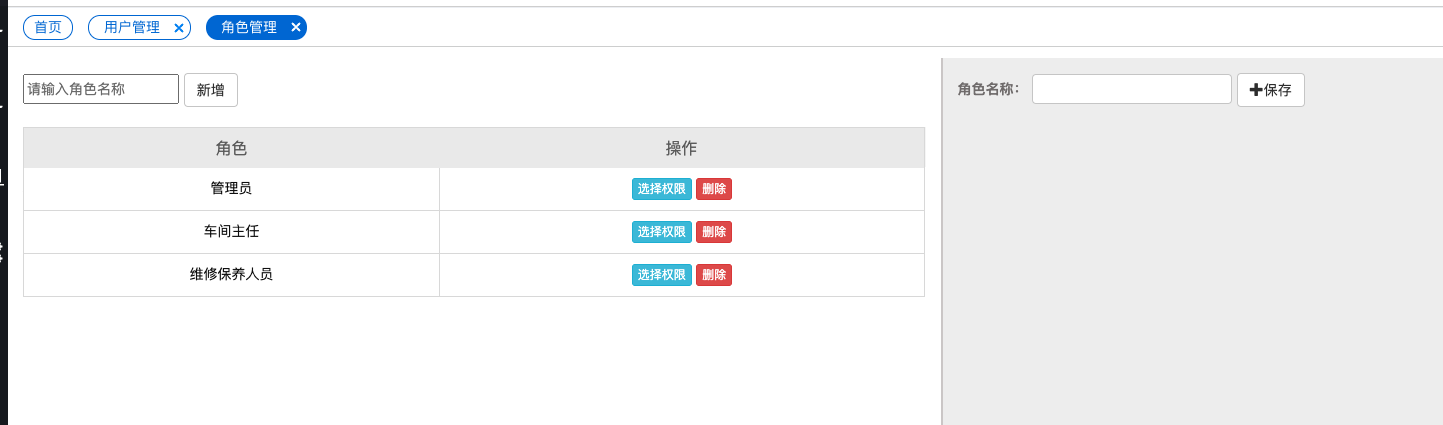 首页 用户管理 × 角色管理 ×
请输入角色名称 新增
角色 操作
管理员 选择权限 删除
车间主任 选择权限 删除
维修保养人员 选择权限 删除
角色名称： +保存